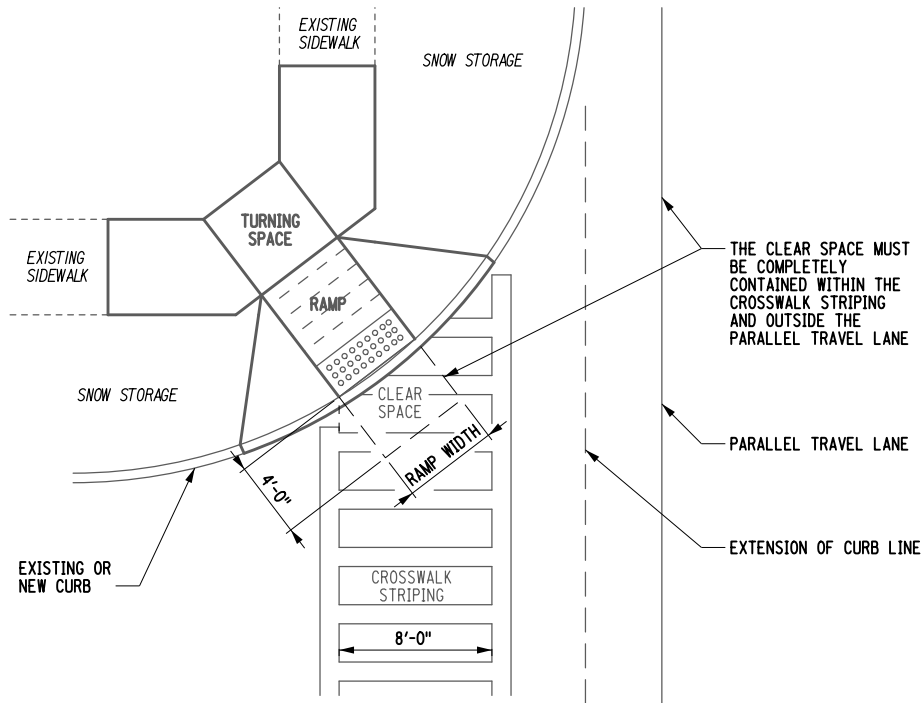 EXISTING
SIDEWALK
SNOW STORAGE
TURNING
SPACE
EXISTING
SIDEWALK
RAMP
THE CLEAR SPACE MUST
BE COMPLETELY
CONTAINED WITHIN THE
CROSSWALK STRIPING
AND OUTSIDE THE
PARALLEL TRAVEL LANE
SNOW STORAGE
CLEAR
SPACE
RAMP WIDTH
PARALLEL TRAVEL LANE
4'-0"
EXTENSION OF CURB LINE
EXISTING OR
NEW CURB
CROSSWALK
STRIPING
8'-0"